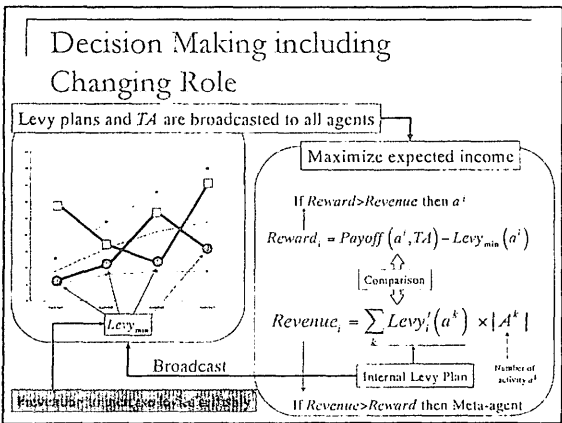 Decision Making including
Changing Role
Levy plans and TA are broadcasted to all agents
Maximize expected income
If Reward>Revenue then a^i
Reward_i = Payoff(a^i, TA) − Levy_min(a^i)
Comparison
Revenue_i = ∑_k Levy'_i(a^k) × |A^k|
Levy_min
Broadcast
Internal Levy Plan
Number of
activity a^k
If Revenue>Reward then Meta-agent